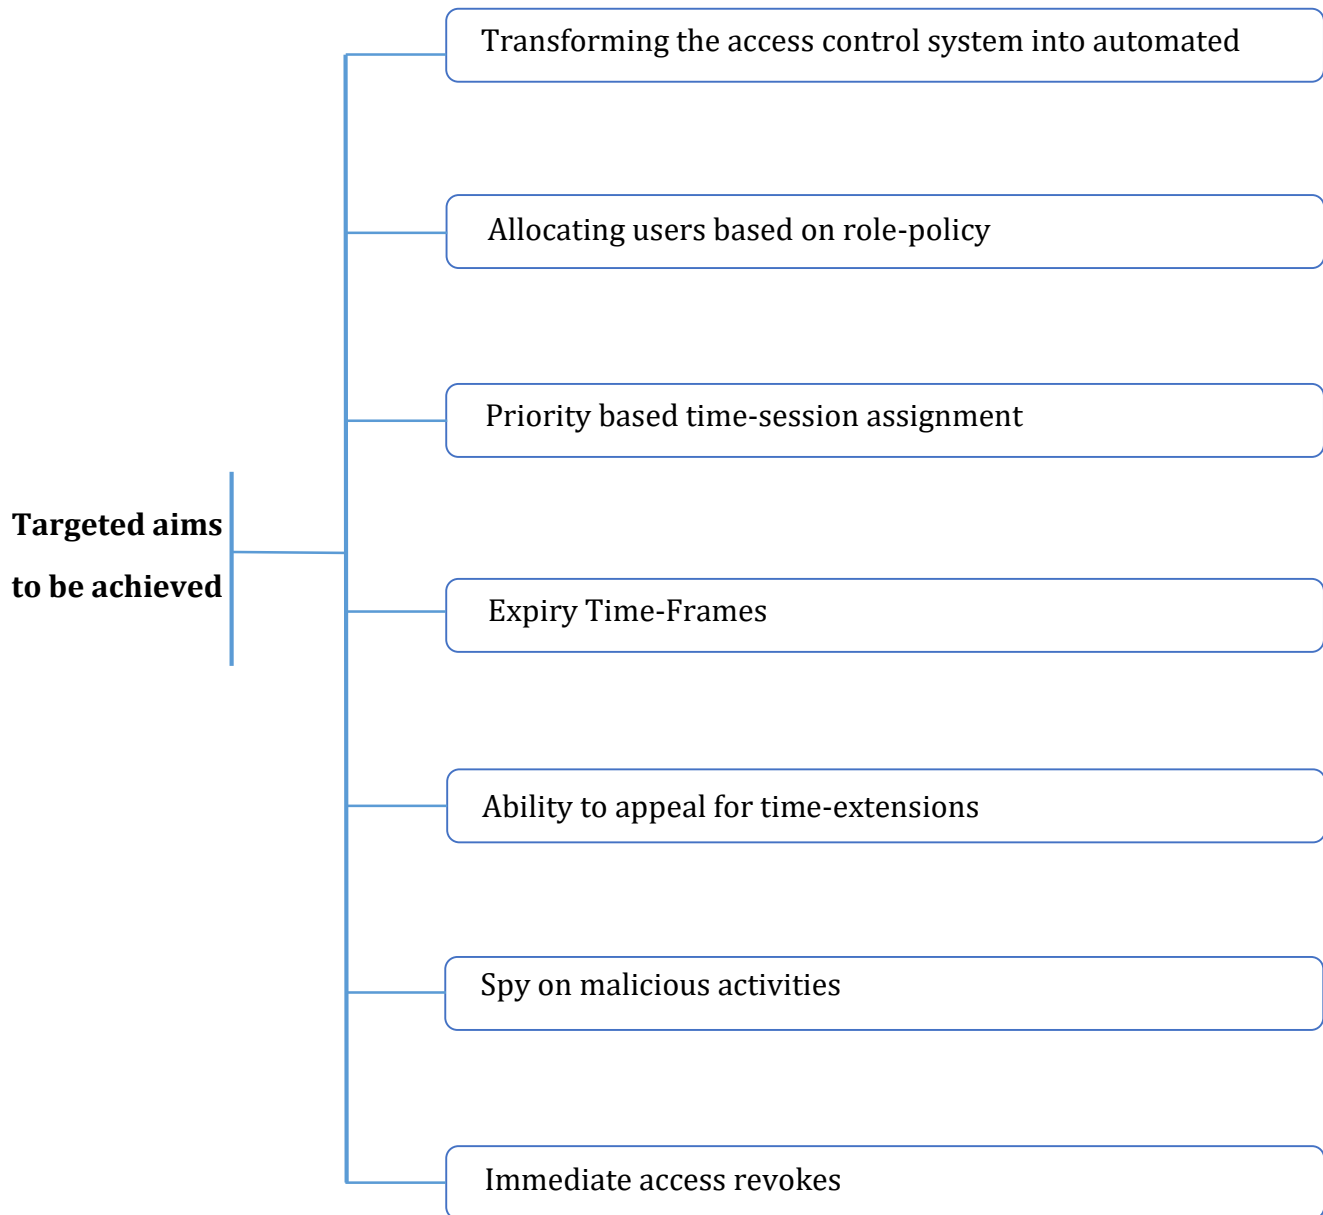 Transforming the access control system into automated
Allocating users based on role-policy
Priority based time-session assignment
Targeted aims
to be achieved
Expiry Time-Frames
Ability to appeal for time-extensions
Spy on malicious activities
Immediate access revokes